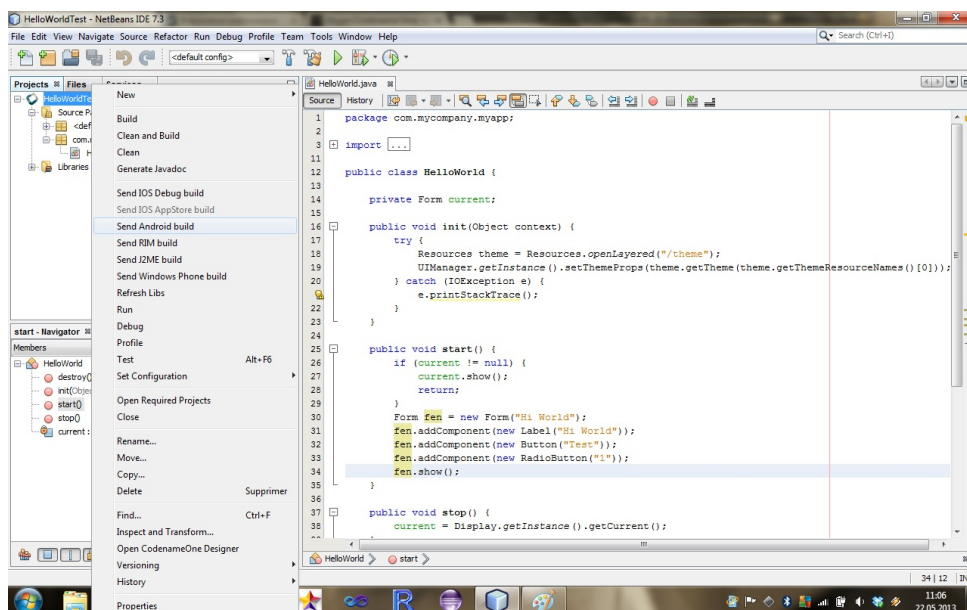 HelloWorldTest - NetBeans IDE 7.3
File Edit View Navigate Source Refactor Run Debug Profile Team Tools Window Help
Search (Ctrl+I)
<default config>
Projects Files Services
HelloWorldTe
Source Pa
<def
com.
H
Libraries
New
Build
Clean and Build
Clean
Generate Javadoc
Send IOS Debug build
Send IOS AppStore build
Send Android build
Send RIM build
Send J2ME build
Send Windows Phone build
Refresh Libs
Run
Debug
Profile
Test Alt+F6
Set Configuration
Open Required Projects
Close
Rename...
Move...
Copy...
Delete Supprimer
Find... Ctrl+F
Inspect and Transform...
Open CodenameOne Designer
Versioning
History
Properties
start - Navigator
Members
HelloWorld
destroy()
init(Obje
start()
stop()
current :
HelloWorld.java
Source History
1 package com.mycompany.myapp;
2
3 import ...
11
12 public class HelloWorld {
13
14 private Form current;
15
16 public void init(Object context) {
17 try {
18 Resources theme = Resources.openLayered("/theme");
19 UIManager.getInstance().setThemeProps(theme.getTheme(theme.getThemeResourceNames()[0]));
20 } catch (IOException e) {
e.printStackTrace();
22 }
23 }
24
25 public void start() {
26 if (current != null) {
27 current.show();
28 return;
29 }
30 Form fen = new Form("Hi World");
31 fen.addComponent(new Label("Hi World"));
32 fen.addComponent(new Button("Test"));
33 fen.addComponent(new RadioButton("1"));
34 fen.show();
35 }
36
37 public void stop() {
38 current = Display.getInstance().getCurrent();
HelloWorld start
34 | 12 IN
11:06
22.05.2013